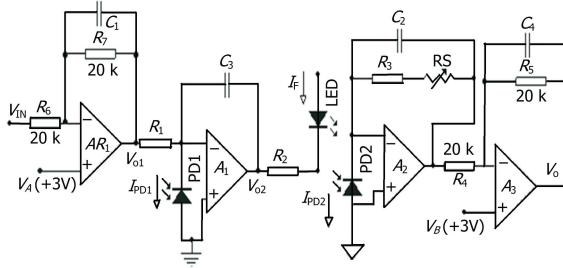 C1
R7
20 k
VIN
R6
20 k
AR1
−
+
VA(+3V)
Vo1
R1
C3
PD1
IPD1
−
A1
+
Vo2
R2
IF
LED
C2
R3
RS
PD2
IPD2
−
A2
+
20 k
R4
C4
R5
20 k
−
A3
+
VB(+3V)
Vo